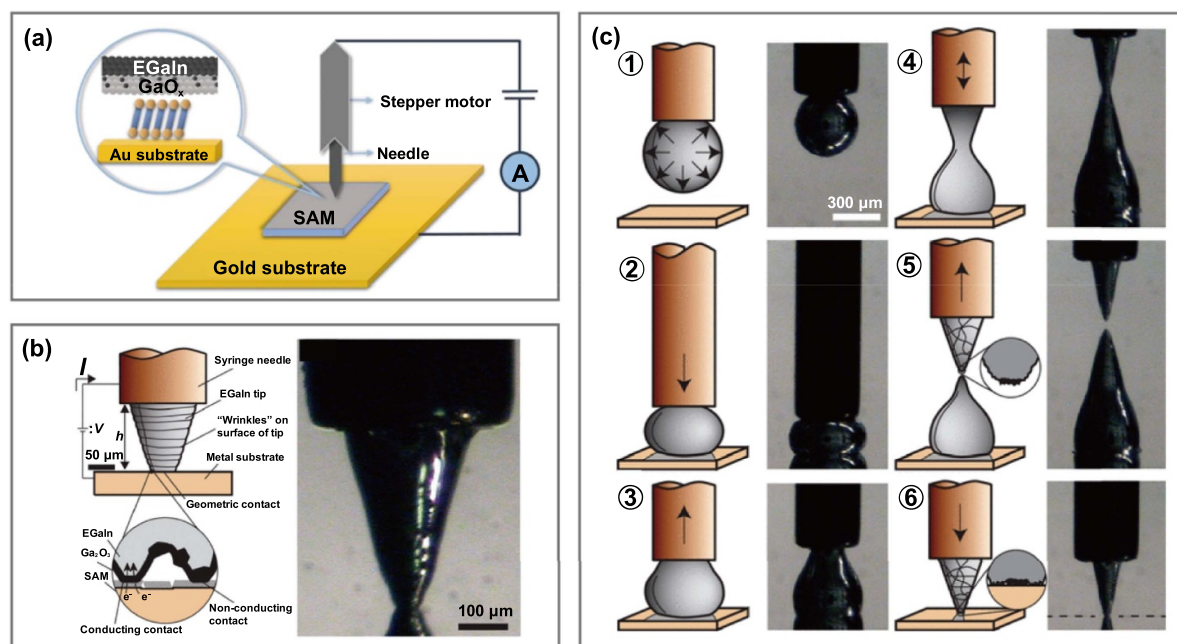 (a)
EGaIn
GaOₓ
Au substrate
Stepper motor
Needle
A
SAM
Gold substrate
(b)
I
Syringe needle
EGaIn tip
“Wrinkles” on
surface of tip
:V
h
50 µm
Metal substrate
Geometric contact
EGaIn
Ga₂O₃
SAM
e⁻ e⁻
Non-conducting
contact
Conducting contact
100 µm
(c)
①
300 µm
②
③
④
⑤
⑥